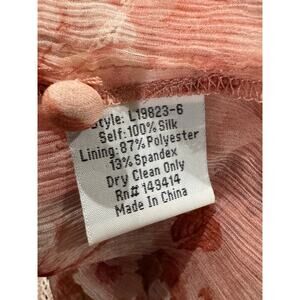 Style: L19823-6
Self: 100% Silk
Lining: 87% Polyester
13% Spandex
Dry Clean Only
Rn# 149414
Made In China